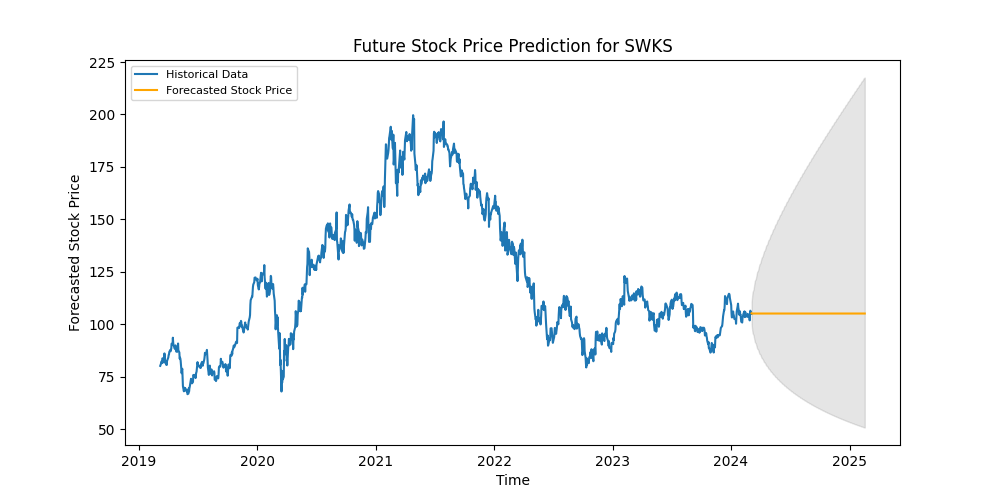 Future Stock Price Prediction for SWKS
Historical Data
Forecasted Stock Price
Forecasted Stock Price
225
200
175
150
125
100
75
50
2019 2020 2021 2022 2023 2024 2025
Time